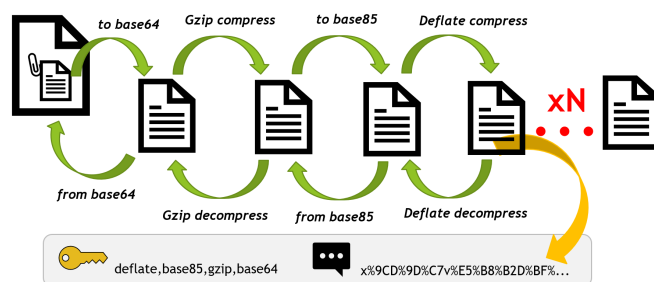 to base64
Gzip compress
to base85
Deflate compress
xN
from base64
Gzip decompress
from base85
Deflate decompress
deflate,base85,gzip,base64
x%9CD%9D%C7v%E5%B8%B2D%BF%...